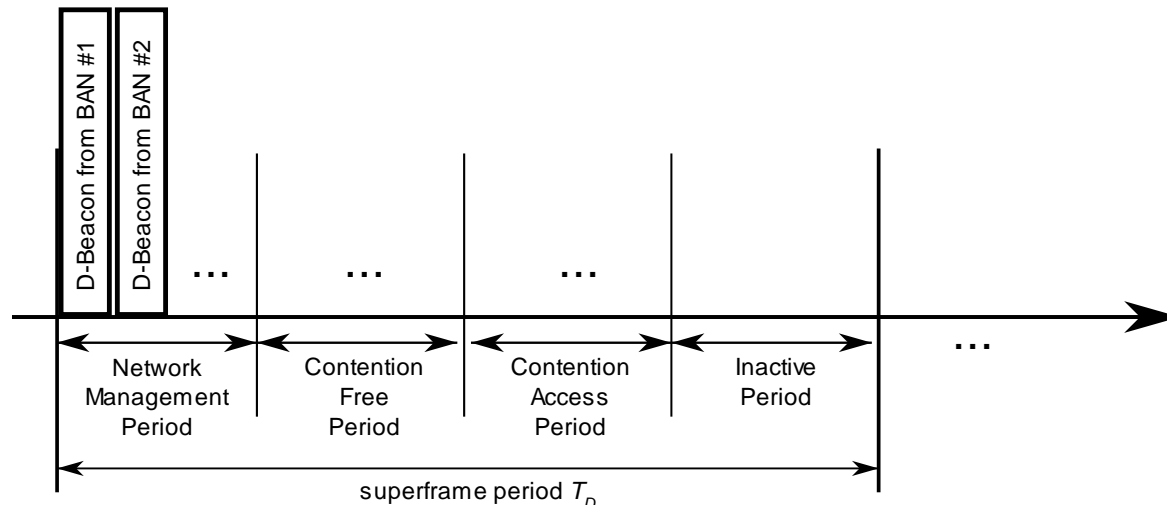 D-Beacon from BAN #1
D-Beacon from BAN #2
...
...
...
Network
Management
Period
Contention
Free
Period
Contention
Access
Period
Inactive
Period
...
superframe period T_D